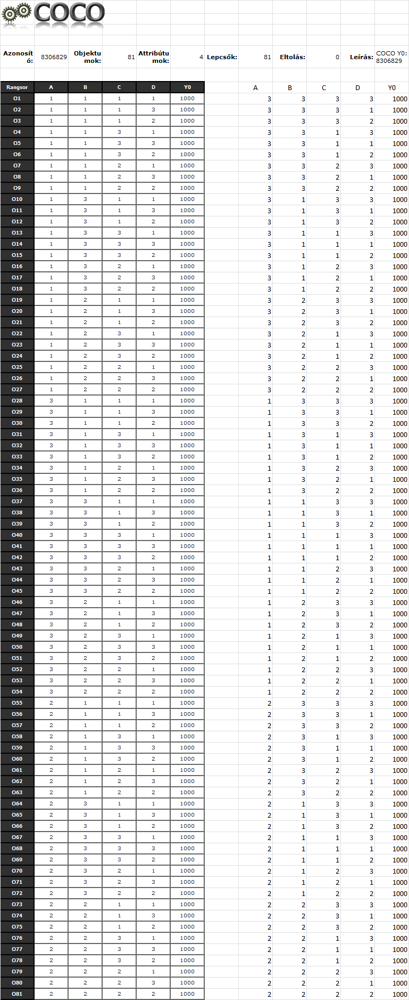 COCO
Azonosító: 8306829 Objektumok: 81 Attribútumok: 4 Lepcsők: 81 Eltolás: 0 Leírás: COCO Y0: 8306829
Rangsor A B C D Y0 A B C D Y0
O1 1 1 1 1 1000 3 3 3 3 1000
O2 1 1 1 3 1000 3 3 3 1 1000
O3 1 1 1 2 1000 3 3 3 2 1000
O4 1 1 3 1 1000 3 3 1 3 1000
O5 1 1 3 3 1000 3 3 1 1 1000
O6 1 1 3 2 1000 3 3 1 2 1000
O7 1 1 2 1 1000 3 3 2 3 1000
O8 1 1 2 3 1000 3 3 2 1 1000
O9 1 1 2 2 1000 3 3 2 2 1000
O10 1 3 1 1 1000 3 1 3 3 1000
O11 1 3 1 3 1000 3 1 3 1 1000
O12 1 3 1 2 1000 3 1 3 2 1000
O13 1 3 3 1 1000 3 1 1 3 1000
O14 1 3 3 3 1000 3 1 1 1 1000
O15 1 3 3 2 1000 3 1 1 2 1000
O16 1 3 2 1 1000 3 1 2 3 1000
O17 1 3 2 3 1000 3 1 2 1 1000
O18 1 3 2 2 1000 3 1 2 2 1000
O19 1 2 1 1 1000 3 2 3 3 1000
O20 1 2 1 3 1000 3 2 3 1 1000
O21 1 2 1 2 1000 3 2 3 2 1000
O22 1 2 3 1 1000 3 2 1 3 1000
O23 1 2 3 3 1000 3 2 1 1 1000
O24 1 2 3 2 1000 3 2 1 2 1000
O25 1 2 2 1 1000 3 2 2 3 1000
O26 1 2 2 3 1000 3 2 2 1 1000
O27 1 2 2 2 1000 3 2 2 2 1000
O28 3 1 1 1 1000 1 3 3 3 1000
O29 3 1 1 3 1000 1 3 3 1 1000
O30 3 1 1 2 1000 1 3 3 2 1000
O31 3 1 3 1 1000 1 3 1 3 1000
O32 3 1 3 3 1000 1 3 1 1 1000
O33 3 1 3 2 1000 1 3 1 2 1000
O34 3 1 2 1 1000 1 3 2 3 1000
O35 3 1 2 3 1000 1 3 2 1 1000
O36 3 1 2 2 1000 1 3 2 2 1000
O37 3 3 1 1 1000 1 1 3 3 1000
O38 3 3 1 3 1000 1 1 3 1 1000
O39 3 3 1 2 1000 1 1 3 2 1000
O40 3 3 3 1 1000 1 1 1 3 1000
O41 3 3 3 3 1000 1 1 1 1 1000
O42 3 3 3 2 1000 1 1 1 2 1000
O43 3 3 2 1 1000 1 1 2 3 1000
O44 3 3 2 3 1000 1 1 2 1 1000
O45 3 3 2 2 1000 1 1 2 2 1000
O46 3 2 1 1 1000 1 2 3 3 1000
O47 3 2 1 3 1000 1 2 3 1 1000
O48 3 2 1 2 1000 1 2 3 2 1000
O49 3 2 3 1 1000 1 2 1 3 1000
O50 3 2 3 3 1000 1 2 1 1 1000
O51 3 2 3 2 1000 1 2 1 2 1000
O52 3 2 2 1 1000 1 2 2 3 1000
O53 3 2 2 3 1000 1 2 2 1 1000
O54 3 2 2 2 1000 1 2 2 2 1000
O55 2 1 1 1 1000 2 3 3 3 1000
O56 2 1 1 3 1000 2 3 3 1 1000
O57 2 1 1 2 1000 2 3 3 2 1000
O58 2 1 3 1 1000 2 3 1 3 1000
O59 2 1 3 3 1000 2 3 1 1 1000
O60 2 1 3 2 1000 2 3 1 2 1000
O61 2 1 2 1 1000 2 3 2 3 1000
O62 2 1 2 3 1000 2 3 2 1 1000
O63 2 1 2 2 1000 2 3 2 2 1000
O64 2 3 1 1 1000 2 1 3 3 1000
O65 2 3 1 3 1000 2 1 3 1 1000
O66 2 3 1 2 1000 2 1 3 2 1000
O67 2 3 3 1 1000 2 1 1 3 1000
O68 2 3 3 3 1000 2 1 1 1 1000
O69 2 3 3 2 1000 2 1 1 2 1000
O70 2 3 2 1 1000 2 1 2 3 1000
O71 2 3 2 3 1000 2 1 2 1 1000
O72 2 3 2 2 1000 2 1 2 2 1000
O73 2 2 1 1 1000 2 2 3 3 1000
O74 2 2 1 3 1000 2 2 3 1 1000
O75 2 2 1 2 1000 2 2 3 2 1000
O76 2 2 3 1 1000 2 2 1 3 1000
O77 2 2 3 3 1000 2 2 1 1 1000
O78 2 2 3 2 1000 2 2 1 2 1000
O79 2 2 2 1 1000 2 2 2 3 1000
O80 2 2 2 3 1000 2 2 2 1 1000
O81 2 2 2 2 1000 2 2 2 2 1000